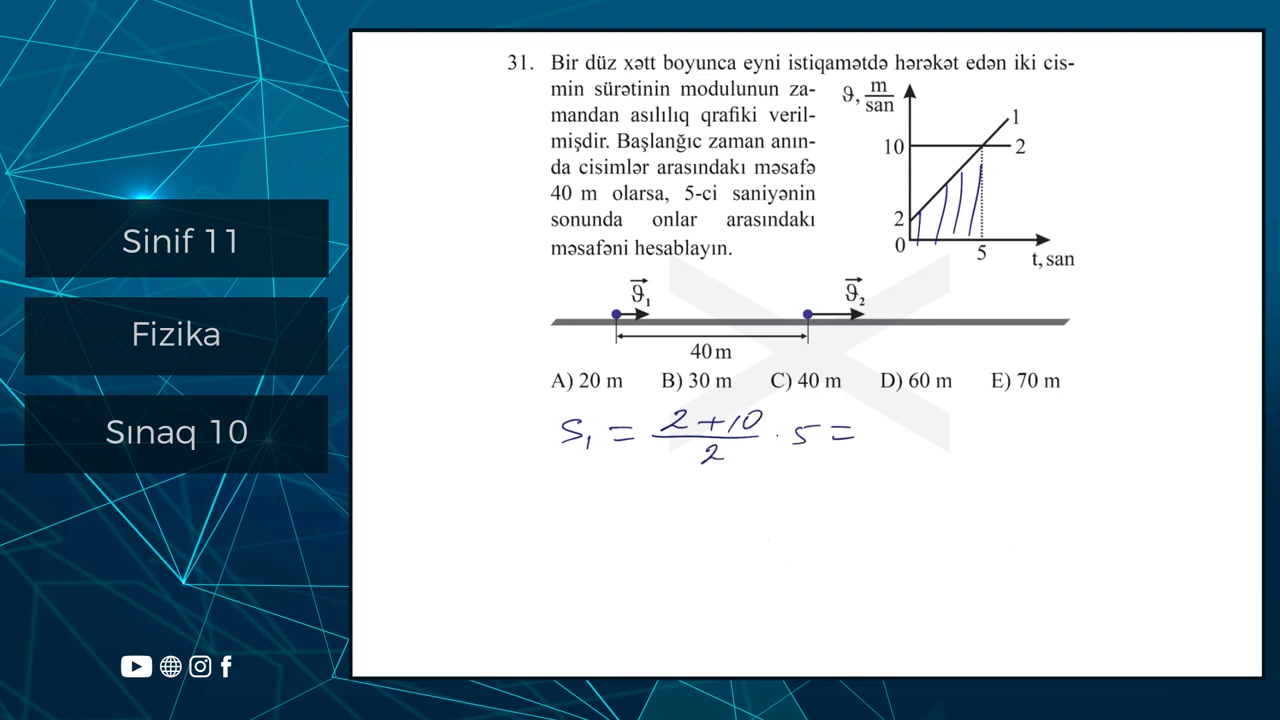 31. Bir düz xətt boyunca eyni istiqamətdə hərəkət edən iki cis-
min sürətinin modulunun za-
mandan asılılıq qrafiki veril-
mişdir. Başlanğıc zaman anın-
da cisimlər arasındakı məsafə
40 m olarsa, 5-ci saniyənin
sonunda onlar arasındakı
məsafəni hesablayın.
ϑ, m/san
1
10
2
2
0
5
t, san
ϑ₁
ϑ₂
40 m
A) 20 m B) 30 m C) 40 m D) 60 m E) 70 m
S₁ = (2+10)/2 · 5 =
Sinif 11
Fizika
Sınaq 10